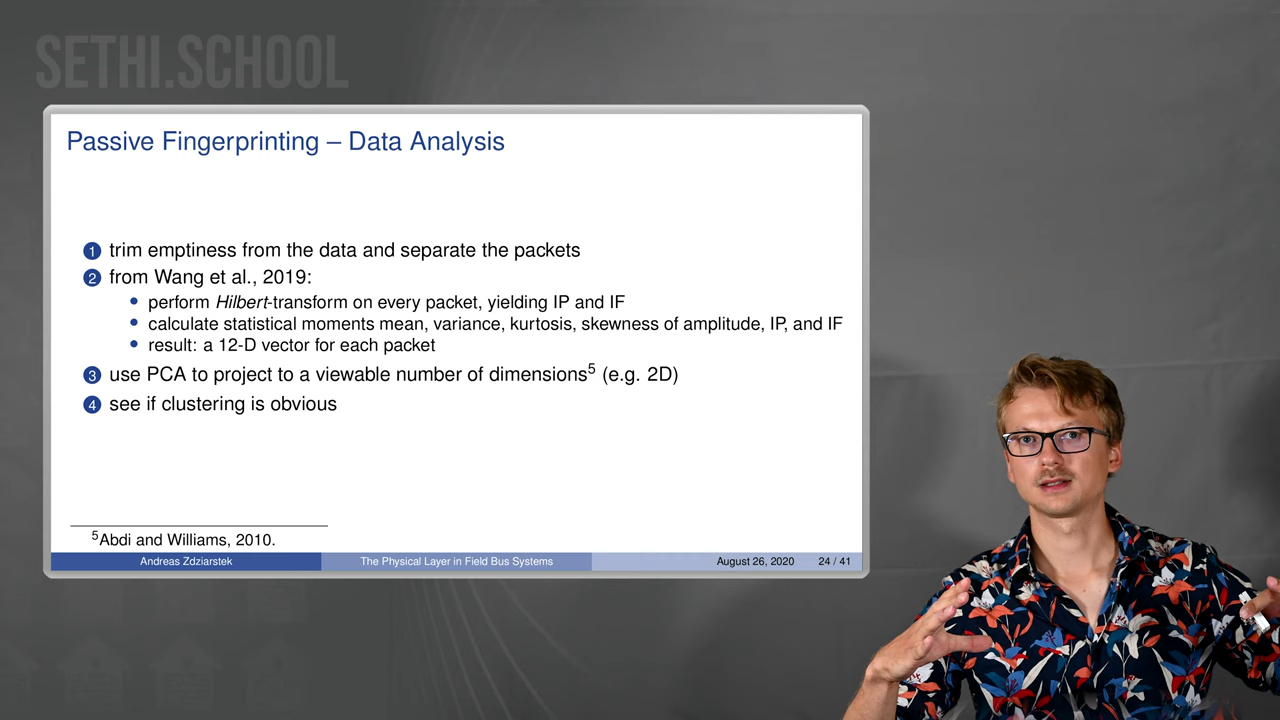 SETHI.SCHOOL
Passive Fingerprinting – Data Analysis
1 trim emptiness from the data and separate the packets
2 from Wang et al., 2019:
• perform Hilbert-transform on every packet, yielding IP and IF
• calculate statistical moments mean, variance, kurtosis, skewness of amplitude, IP, and IF
• result: a 12-D vector for each packet
3 use PCA to project to a viewable number of dimensions5 (e.g. 2D)
4 see if clustering is obvious
5Abdi and Williams, 2010.
Andreas Zdziarstek The Physical Layer in Field Bus Systems August 26, 2020 24 / 41